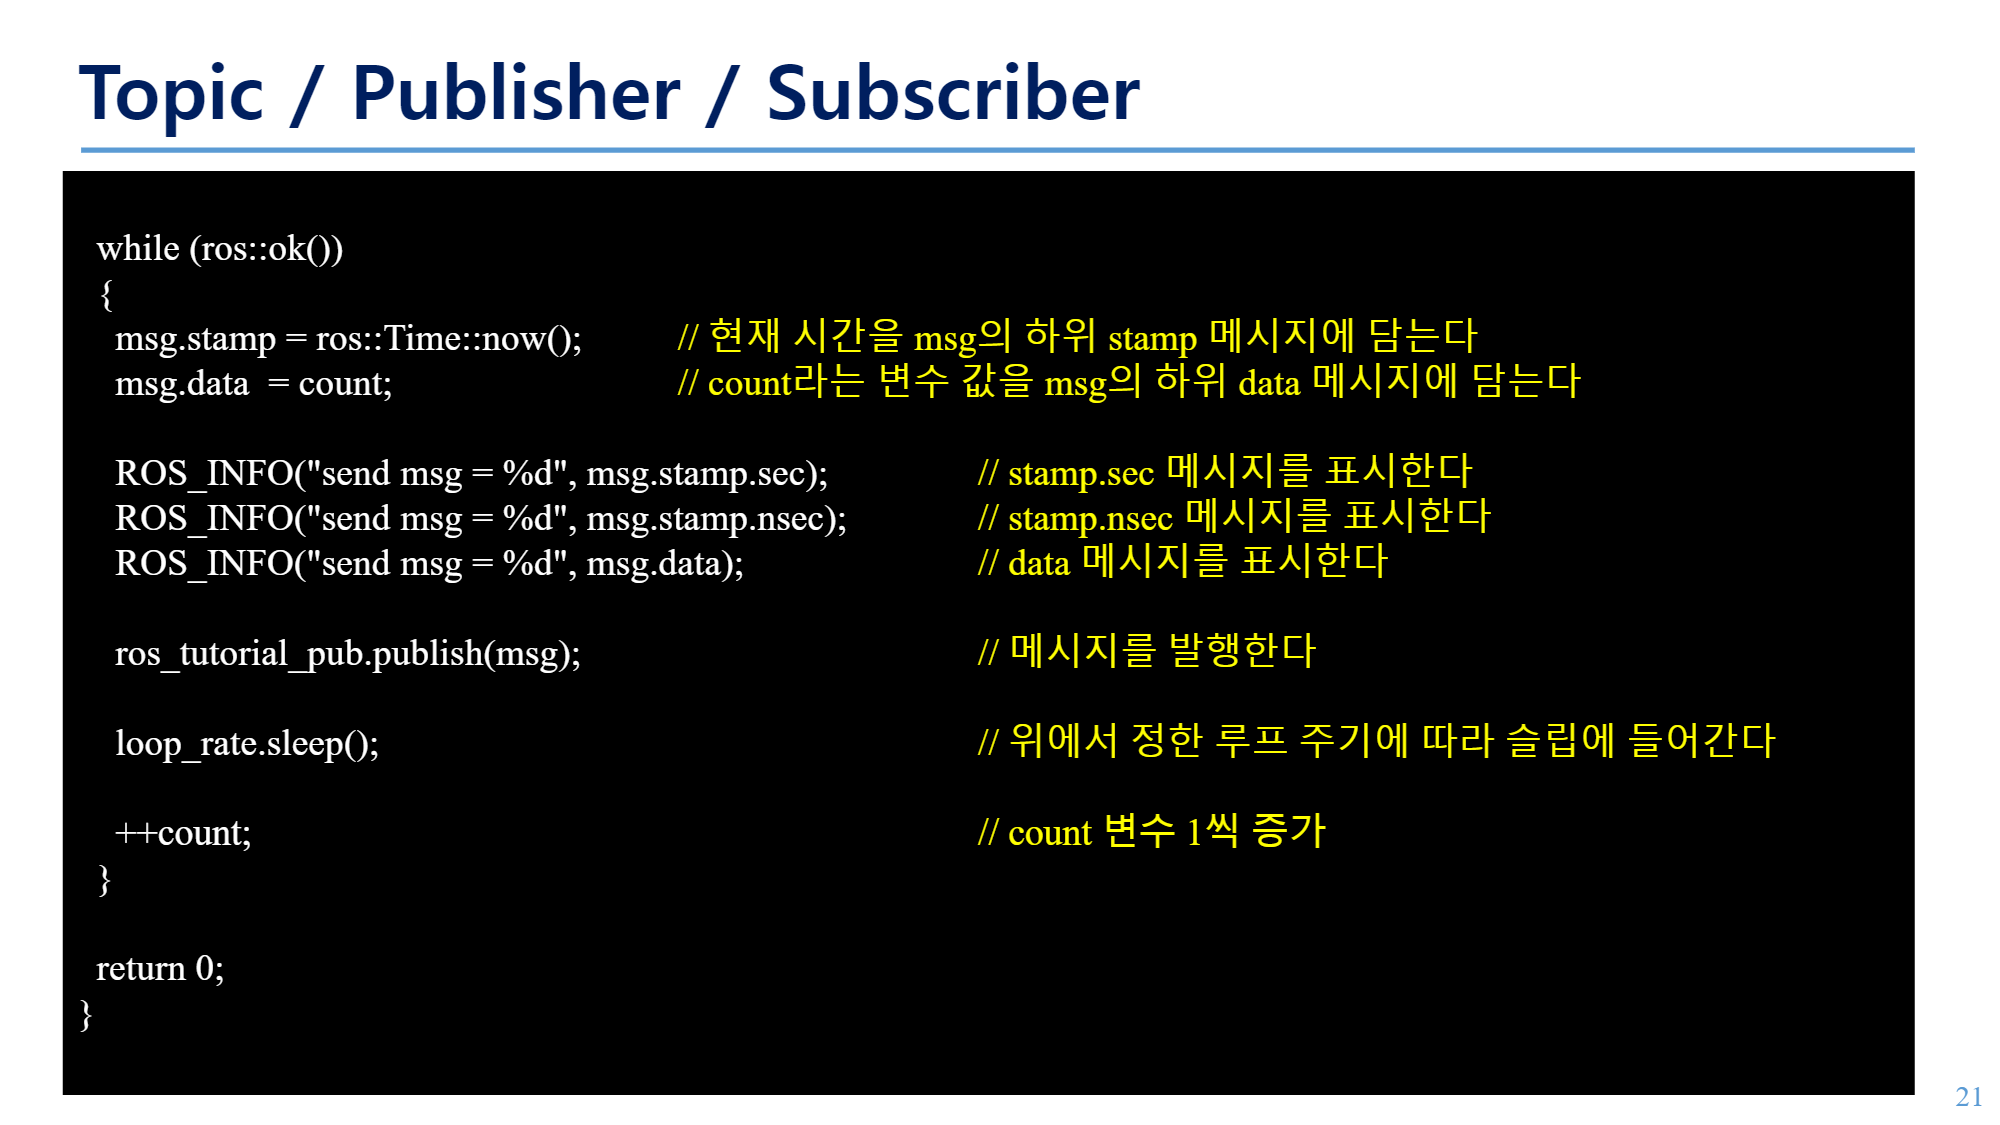 Topic / Publisher / Subscriber
while (ros::ok())
{
msg.stamp = ros::Time::now(); // 현재 시간을 msg의 하위 stamp 메시지에 담는다
msg.data  = count; // count라는 변수 값을 msg의 하위 data 메시지에 담는다
ROS_INFO("send msg = %d", msg.stamp.sec); // stamp.sec 메시지를 표시한다
ROS_INFO("send msg = %d", msg.stamp.nsec); // stamp.nsec 메시지를 표시한다
ROS_INFO("send msg = %d", msg.data); // data 메시지를 표시한다
ros_tutorial_pub.publish(msg); // 메시지를 발행한다
loop_rate.sleep(); // 위에서 정한 루프 주기에 따라 슬립에 들어간다
++count; // count 변수 1씩 증가
}
return 0;
}
21